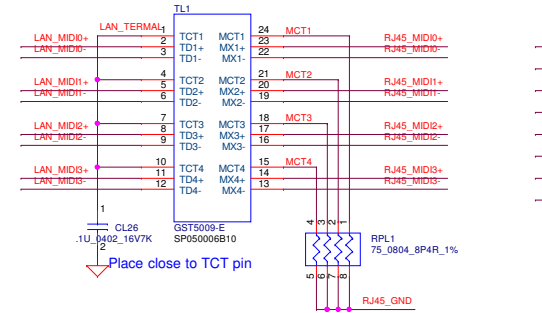 TL1
LAN_TERMAL 1 TCT1 MCT1 24 MCT1
LAN_MIDI0+ 2 TD1+ MX1+ 23 RJ45_MIDI0+
LAN_MIDI0- 3 TD1- MX1- 22 RJ45_MIDI0-
4 TCT2 MCT2 21 MCT2
LAN_MIDI1+ 5 TD2+ MX2+ 20 RJ45_MIDI1+
LAN_MIDI1- 6 TD2- MX2- 19 RJ45_MIDI1-
7 TCT3 MCT3 18 MCT3
LAN_MIDI2+ 8 TD3+ MX3+ 17 RJ45_MIDI2+
LAN_MIDI2- 9 TD3- MX3- 16 RJ45_MIDI2-
10 TCT4 MCT4 15 MCT4
LAN_MIDI3+ 11 TD4+ MX4+ 14 RJ45_MIDI3+
LAN_MIDI3- 12 TD4- MX4- 13 RJ45_MIDI3-
1
CL26
.1U_0402_16V7K
2
GST5009-E
SP050006B10
4 3 2 1
RPL1
75_0804_8P4R_1%
5 6 7 8
Place close to TCT pin
RJ45_GND